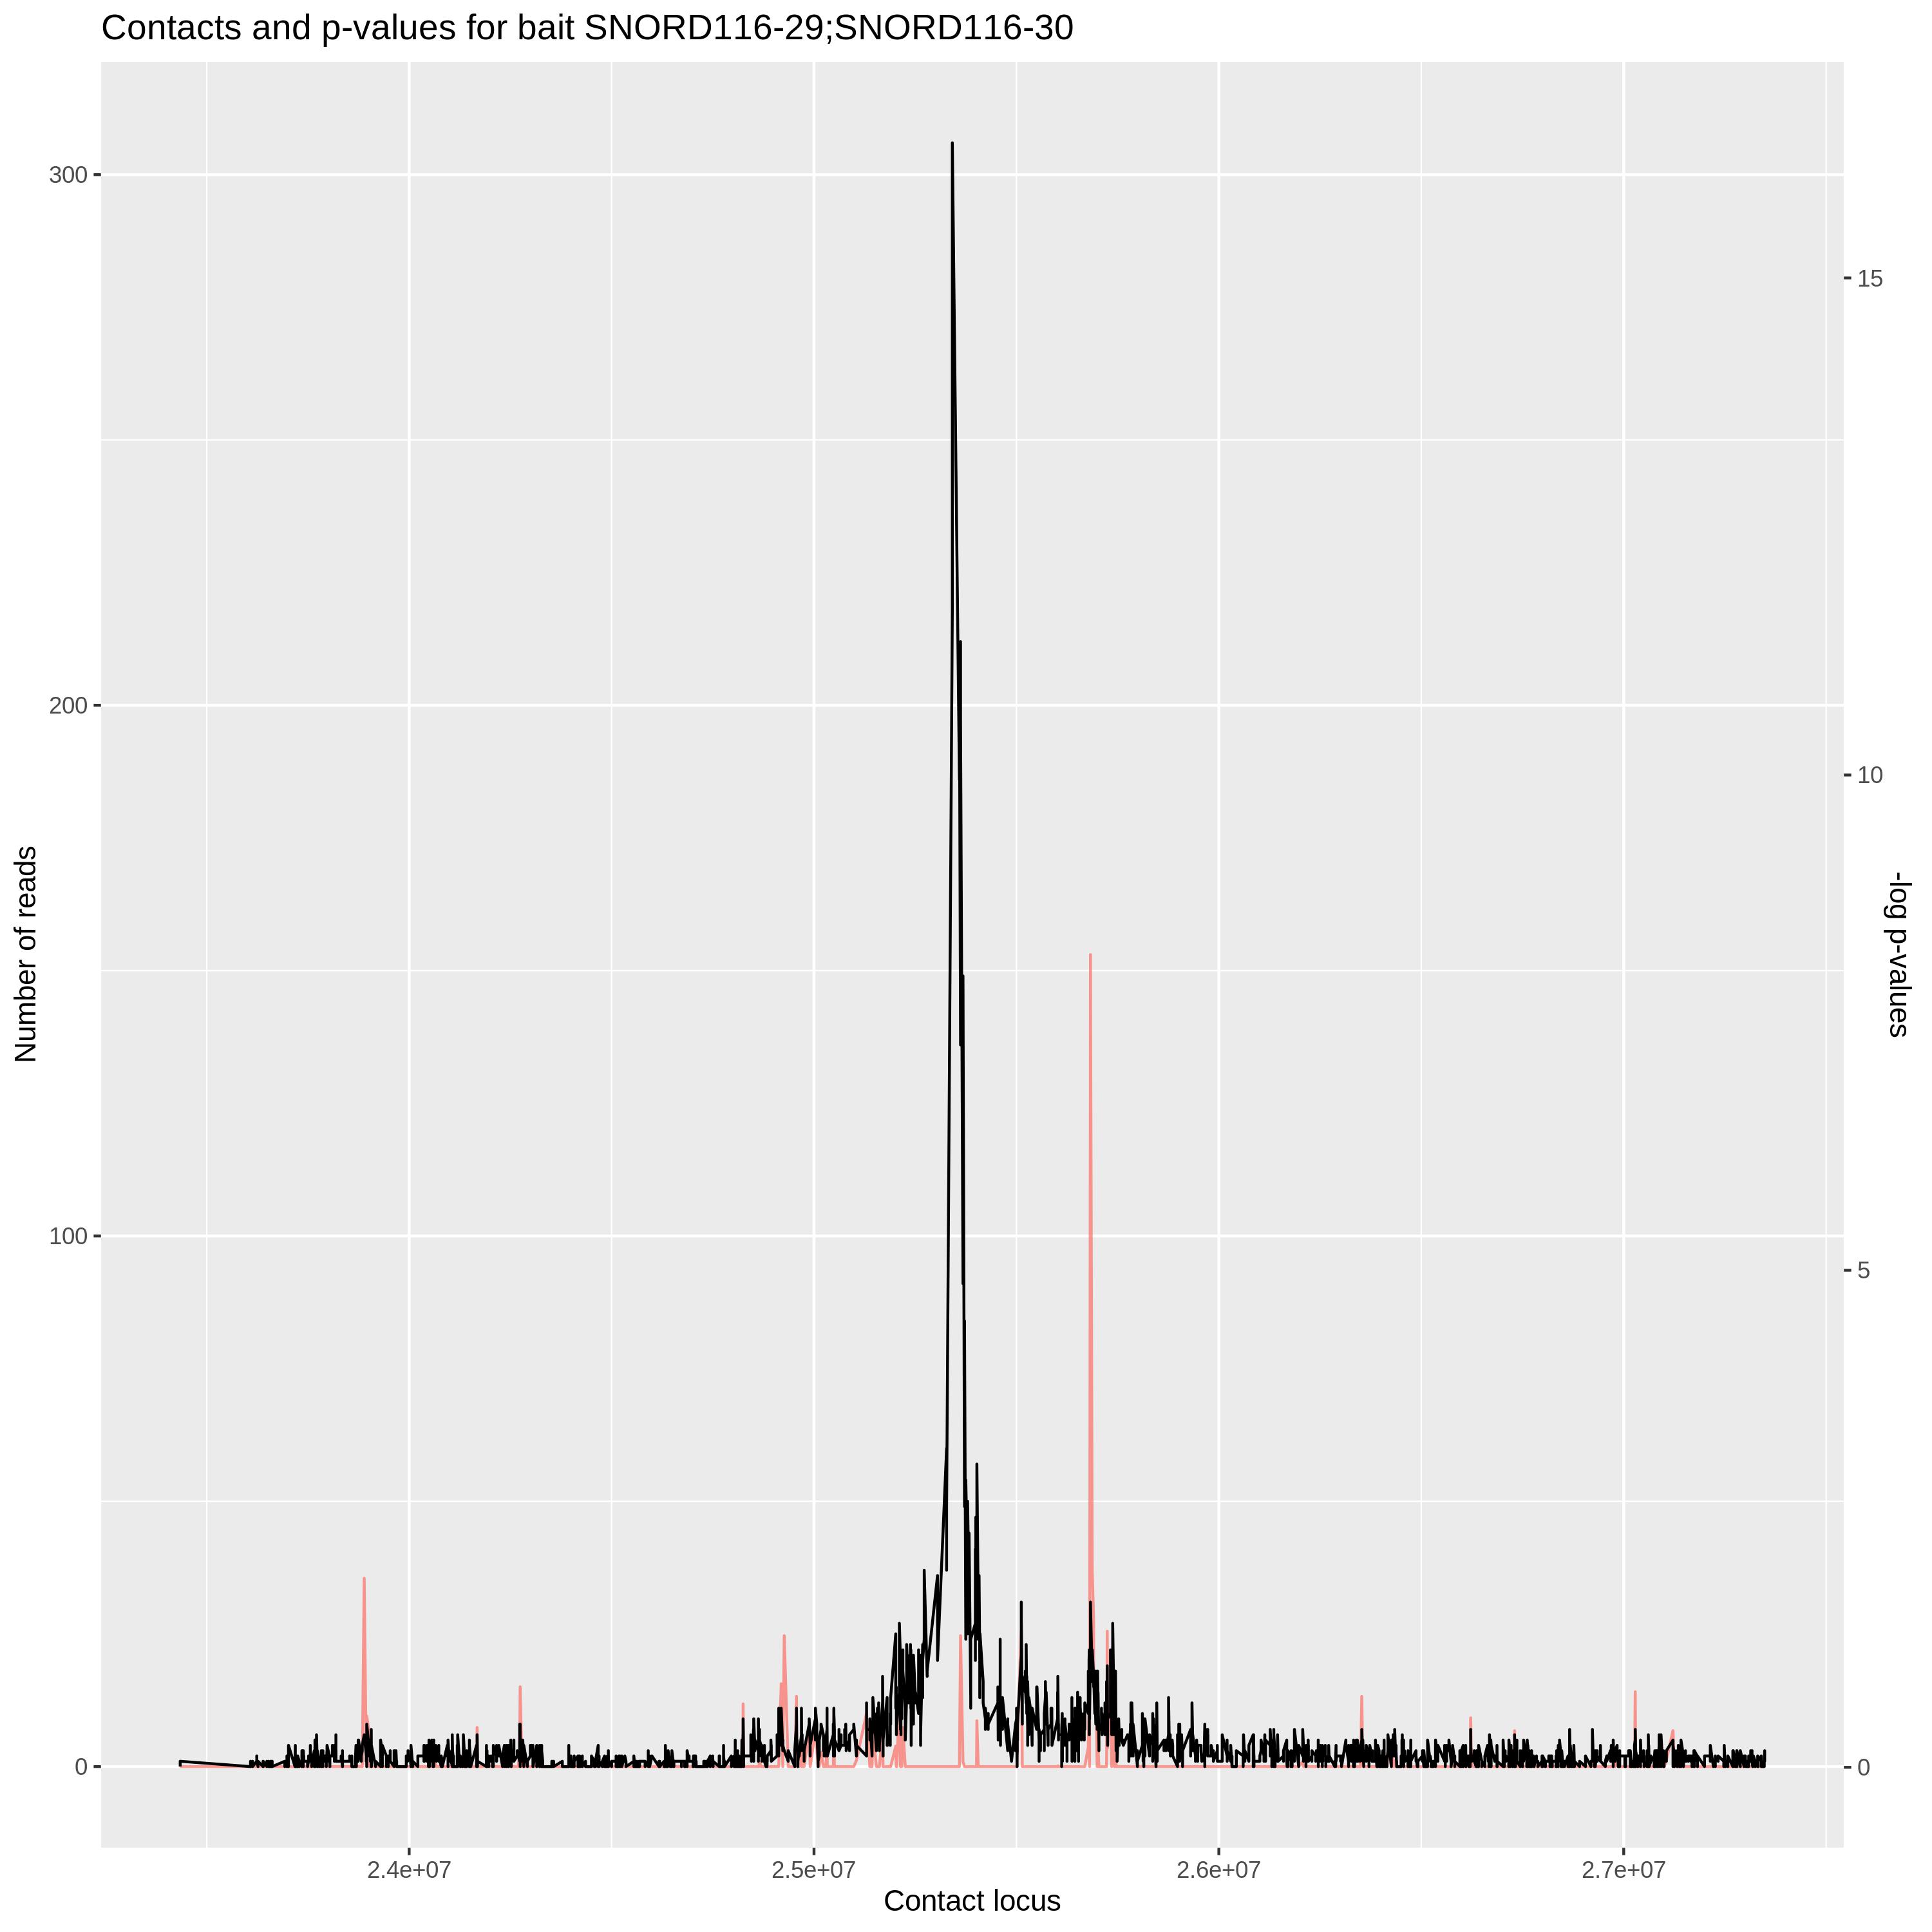 Contacts and p-values for bait SNORD116-29;SNORD116-30
300
200
100
0
Number of reads
15
10
5
0
-log p-values
2.4e+07
2.5e+07
2.6e+07
2.7e+07
Contact locus